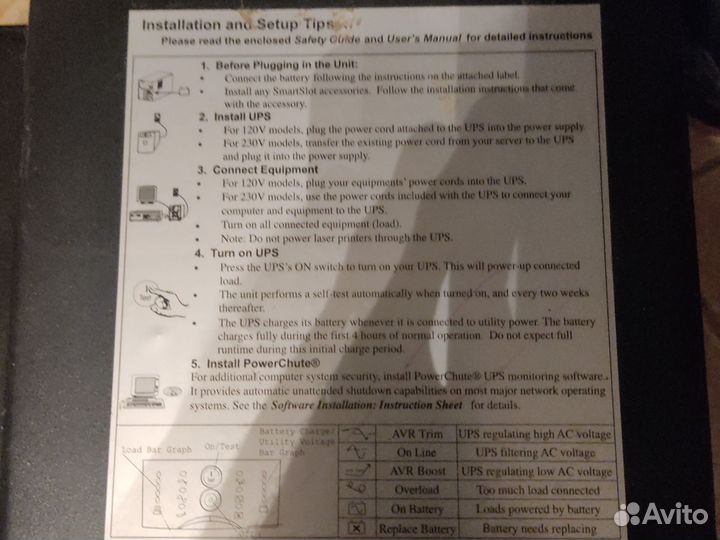 Installation and Setup Tips
Please read the enclosed Safety Guide and User's Manual for detailed instructions
1. Before Plugging in the Unit:
• Connect the battery following the instructions on the attached label.
• Install any SmartSlot accessories. Follow the installation instructions that come
with the accessory.
2. Install UPS
• For 120V models, plug the power cord attached to the UPS into the power supply.
• For 230V models, transfer the existing power cord from your server to the UPS
and plug it into the power supply.
3. Connect Equipment
• For 120V models, plug your equipments' power cords into the UPS.
• For 230V models, use the power cords included with the UPS to connect your
computer and equipment to the UPS.
• Turn on all connected equipment (load).
• Note: Do not power laser printers through the UPS.
4. Turn on UPS
• Press the UPS's ON switch to turn on your UPS. This will power-up connected
load.
• The unit performs a self-test automatically when turned on, and every two weeks
thereafter.
• The UPS charges its battery whenever it is connected to utility power. The battery
charges fully during the first 4 hours of normal operation. Do not expect full
runtime during this initial charge period.
Test
5. Install PowerChute®
For additional computer system security, install PowerChute® UPS monitoring software.
It provides automatic unattended shutdown capabilities on most major network operating
systems. See the Software Installation: Instruction Sheet for details.
Load Bar Graph
On/Test
Battery Charge/
Utility Voltage
Bar Graph
AVR Trim UPS regulating high AC voltage
On Line UPS filtering AC voltage
AVR Boost UPS regulating low AC voltage
Overload Too much load connected
On Battery Loads powered by battery
Replace Battery Battery needs replacing
Avito